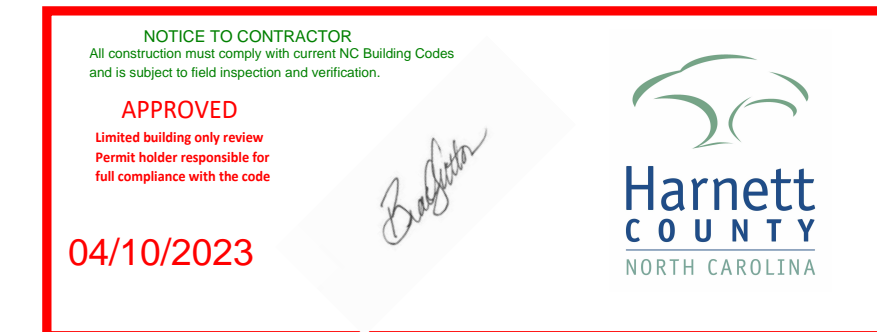 NOTICE TO CONTRACTOR
All construction must comply with current NC Building Codes
and is subject to field inspection and verification.
APPROVED
Limited building only review
Permit holder responsible for
full compliance with the code
04/10/2023
Harnett
COUNTY
NORTH CAROLINA